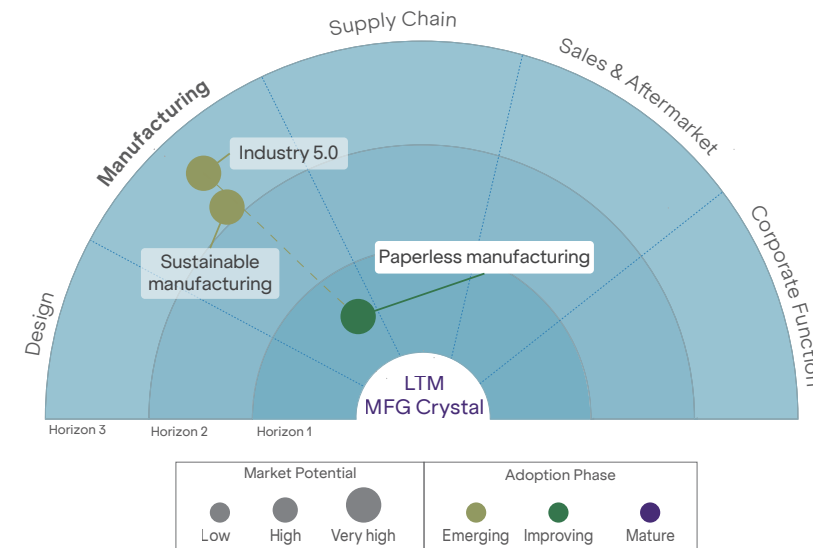 Supply Chain
Sales & Aftermarket
Manufacturing
Industry 5.0
Sustainable
manufacturing
Paperless manufacturing
Design
Corporate Function
LTM
MFG Crystal
Horizon 3
Horizon 2
Horizon 1
Market Potential
Low
High
Very high
Adoption Phase
Emerging
Improving
Mature